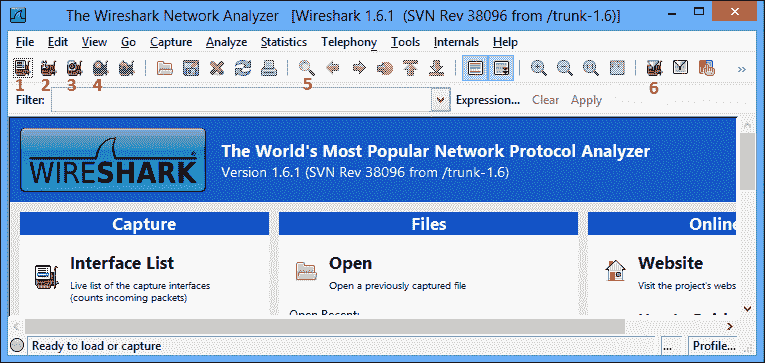 The Wireshark Network Analyzer [Wireshark 1.6.1 (SVN Rev 38096 from /trunk-1.6)]
File Edit View Go Capture Analyze Statistics Telephony Tools Internals Help
1 2 3 4 5 6
Filter: Expression... Clear Apply
WIRESHARK
The World's Most Popular Network Protocol Analyzer
Version 1.6.1 (SVN Rev 38096 from /trunk-1.6)
Capture Files Online
Interface List
Live list of the capture interfaces
(counts incoming packets)
Open
Open a previously captured file
Open Recent:
Website
Visit the project's webs
Ready to load or capture ... Profile...